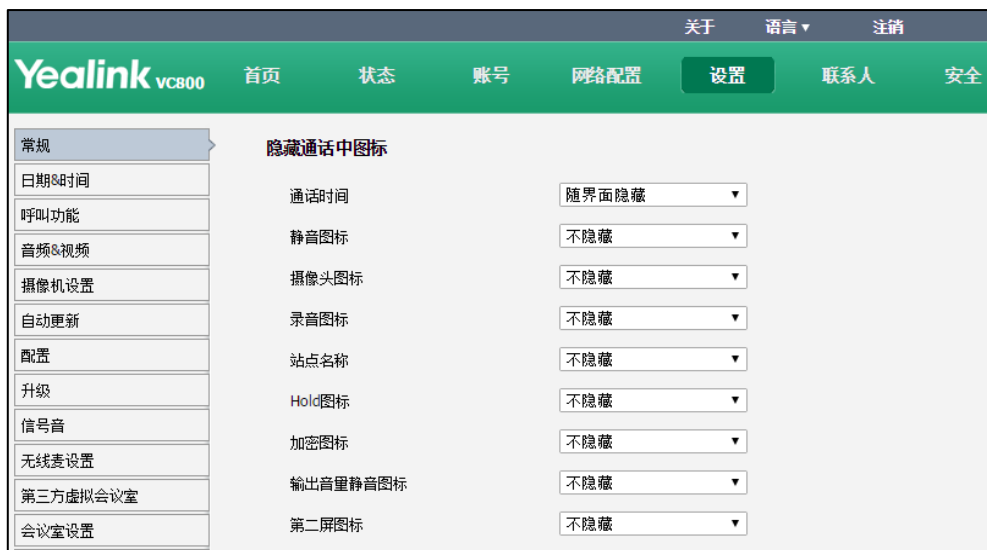 关于 语言 ▾ 注销
Yealink VC800 首页 状态 账号 网络配置 设置 联系人 安全
常规
日期&时间
呼叫功能
音频&视频
摄像机设置
自动更新
配置
升级
信号音
无线麦设置
第三方虚拟会议室
会议室设置
隐藏通话中图标
通话时间 随界面隐藏
静音图标 不隐藏
摄像头图标 不隐藏
录音图标 不隐藏
站点名称 不隐藏
Hold图标 不隐藏
加密图标 不隐藏
输出音量静音图标 不隐藏
第二屏图标 不隐藏